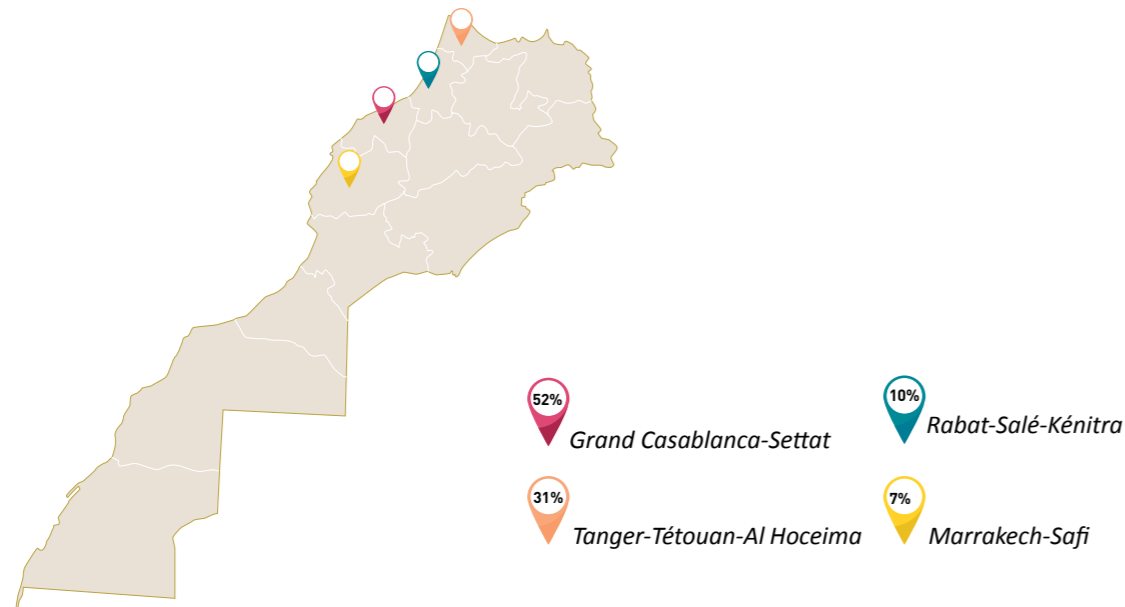 52%
Grand Casablanca-Settat
10%
Rabat-Salé-Kénitra
31%
Tanger-Tétouan-Al Hoceima
7%
Marrakech-Safi